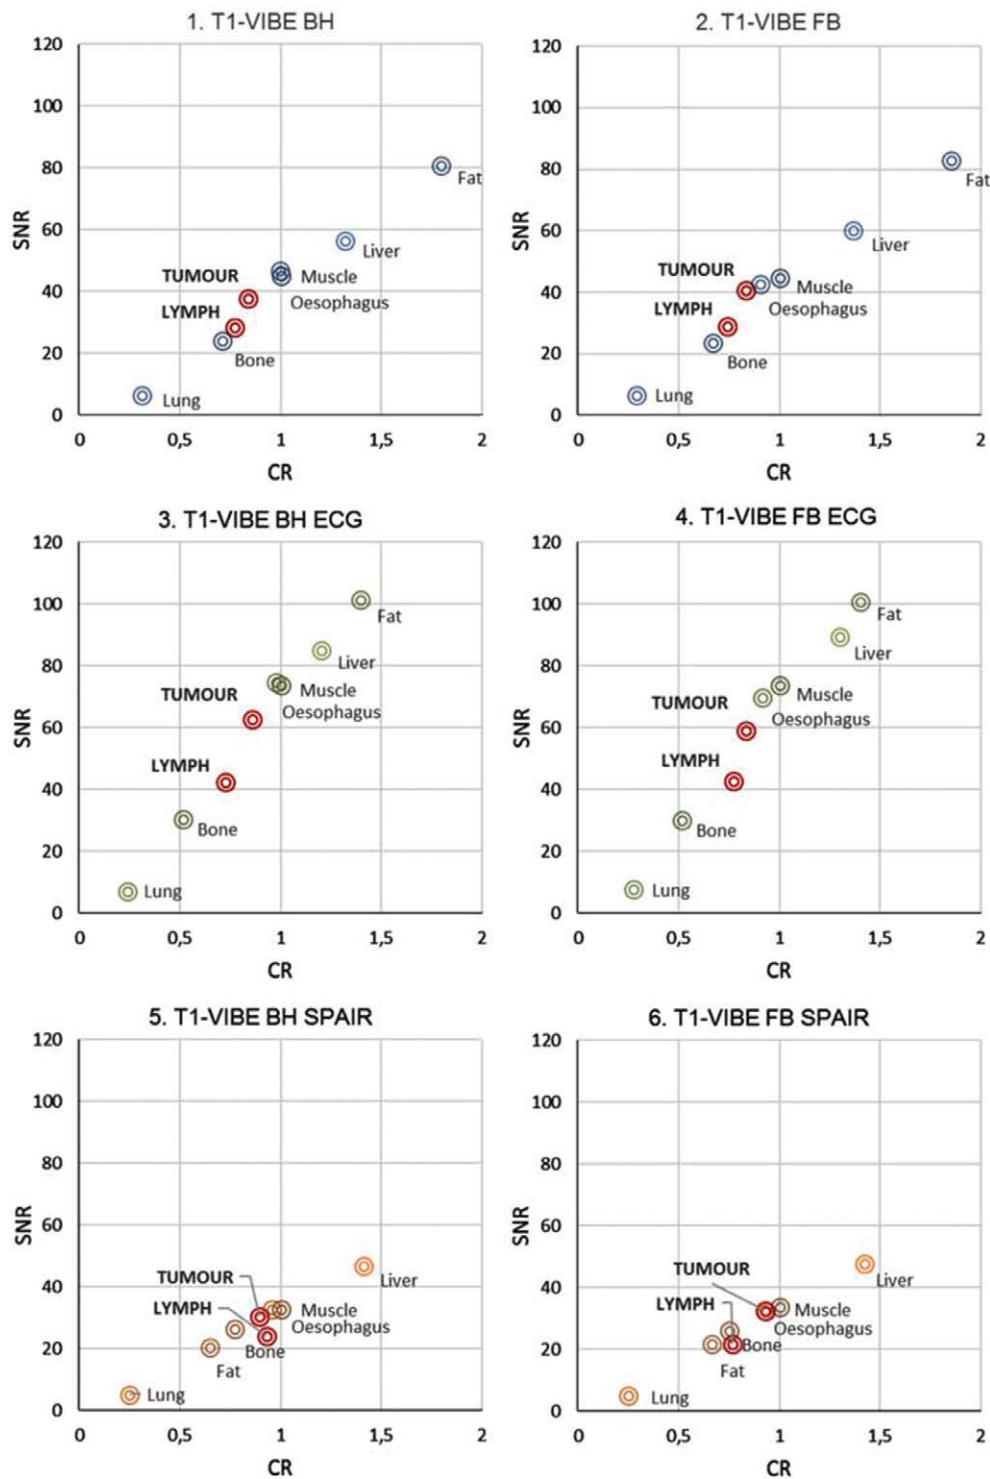 1. T1-VIBE BH
120
100
80
60
40
20
0
SNR
Fat
Liver
TUMOUR
Muscle
Oesophagus
LYMPH
Bone
Lung
0 0,5 1 1,5 2
CR
2. T1-VIBE FB
120
100
80
60
40
20
0
SNR
Fat
Liver
TUMOUR
Muscle
Oesophagus
LYMPH
Bone
Lung
0 0,5 1 1,5 2
CR
3. T1-VIBE BH ECG
120
100
80
60
40
20
0
SNR
Fat
Liver
TUMOUR
Muscle
Oesophagus
LYMPH
Bone
Lung
0 0,5 1 1,5 2
CR
4. T1-VIBE FB ECG
120
100
80
60
40
20
0
SNR
Fat
Liver
TUMOUR
Muscle
Oesophagus
LYMPH
Bone
Lung
0 0,5 1 1,5 2
CR
5. T1-VIBE BH SPAIR
120
100
80
60
40
20
0
SNR
TUMOUR
Liver
LYMPH
Muscle
Oesophagus
Bone
Fat
Lung
0 0,5 1 1,5 2
CR
6. T1-VIBE FB SPAIR
120
100
80
60
40
20
0
SNR
TUMOUR
Liver
LYMPH
Muscle
Oesophagus
Bone
Fat
Lung
0 0,5 1 1,5 2
CR